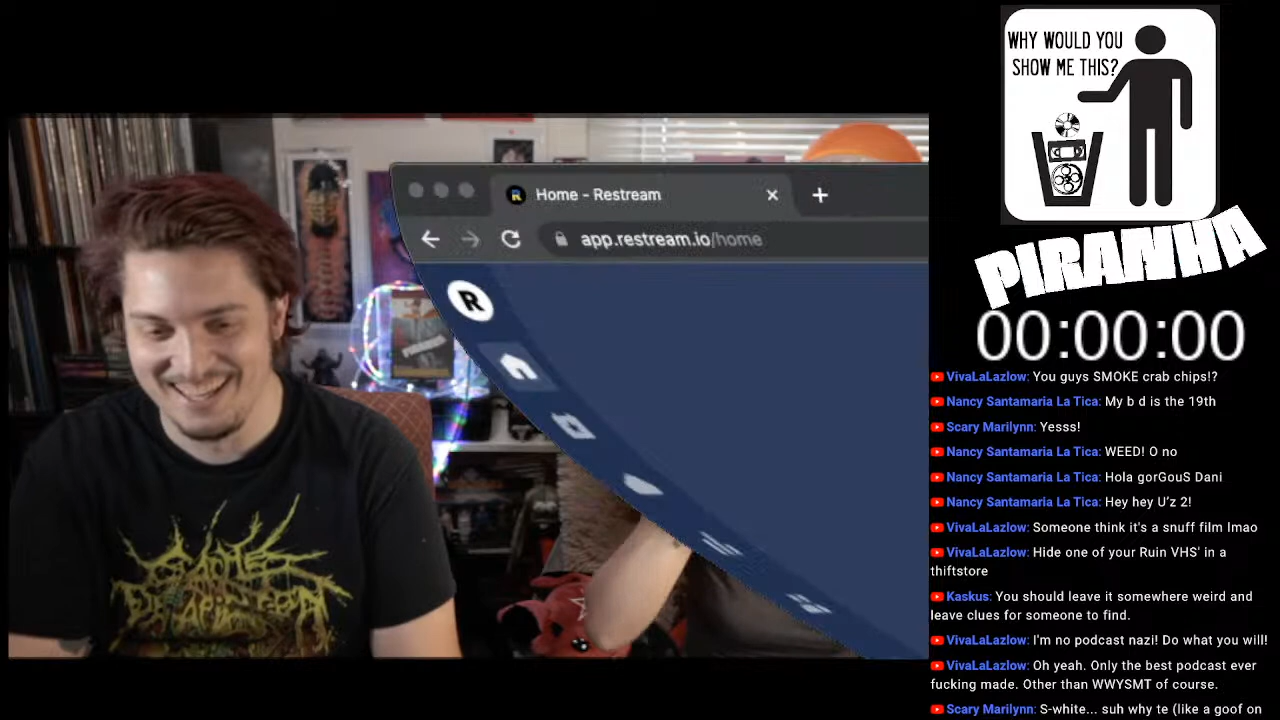 WHY WOULD YOU
SHOW ME THIS?
PIRANHA
00:00:00
Home - Restream
app.restream.io/home
R
VivaLaLazlow: You guys SMOKE crab chips!?
Nancy Santamaria La Tica: My b d is the 19th
Scary Marilynn: Yesss!
Nancy Santamaria La Tica: WEED! O no
Nancy Santamaria La Tica: Hola gorGouS Dani
Nancy Santamaria La Tica: Hey hey U'z 2!
VivaLaLazlow: Someone think it's a snuff film lmao
VivaLaLazlow: Hide one of your Ruin VHS' in a
thiftstore
Kaskus: You should leave it somewhere weird and
leave clues for someone to find.
VivaLaLazlow: I'm no podcast nazi! Do what you will!
VivaLaLazlow: Oh yeah. Only the best podcast ever
fucking made. Other than WWYSMT of course.
Scary Marilynn: S-white... suh why te (like a goof on
CATTLE
DECAPITATION